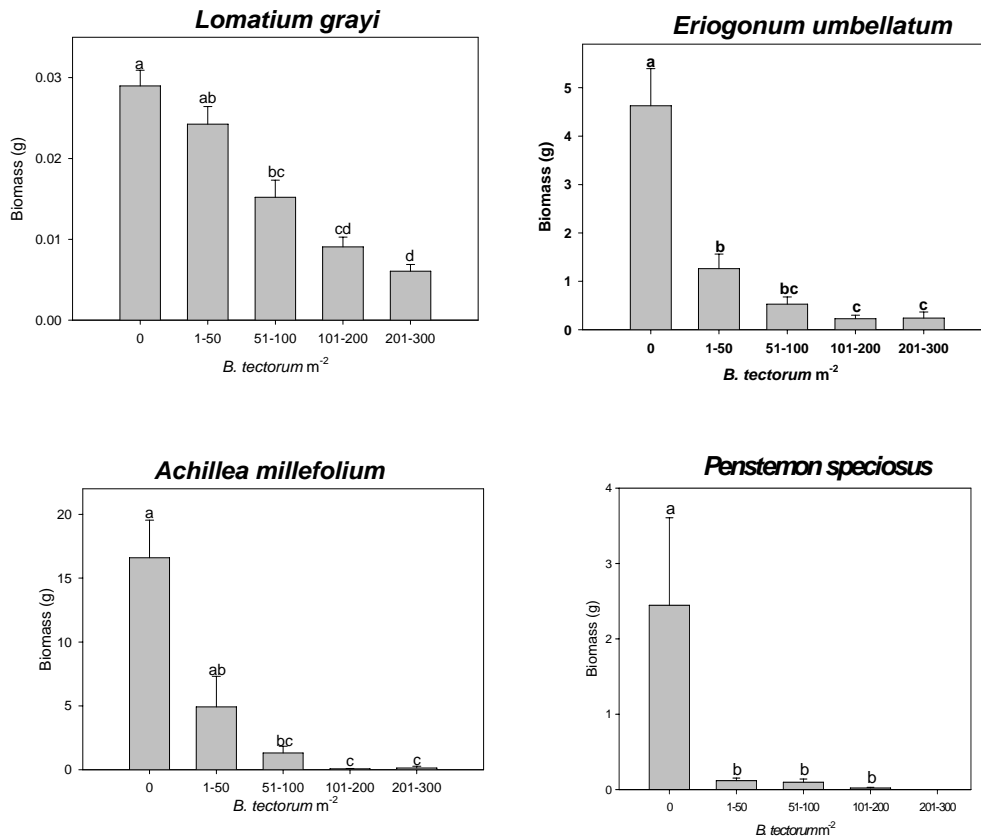 Lomatium grayi
Biomass (g)
0.03
0.02
0.01
0.00
a
ab
bc
cd
d
0 1-50 51-100 101-200 201-300
B. tectorum m-2
Eriogonum umbellatum
Biomass (g)
5
4
3
2
1
0
a
b
bc
c
c
0 1-50 51-100 101-200 201-300
B. tectorum m-2
Achillea millefolium
Biomass (g)
20
15
10
5
0
a
ab
bc
c
c
0 1-50 51-100 101-200 201-300
B. tectorum m-2
Penstemon speciosus
Biomass (g)
4
3
2
1
0
a
b
b
b
0 1-50 51-100 101-200 201-300
B. tectorum m-2